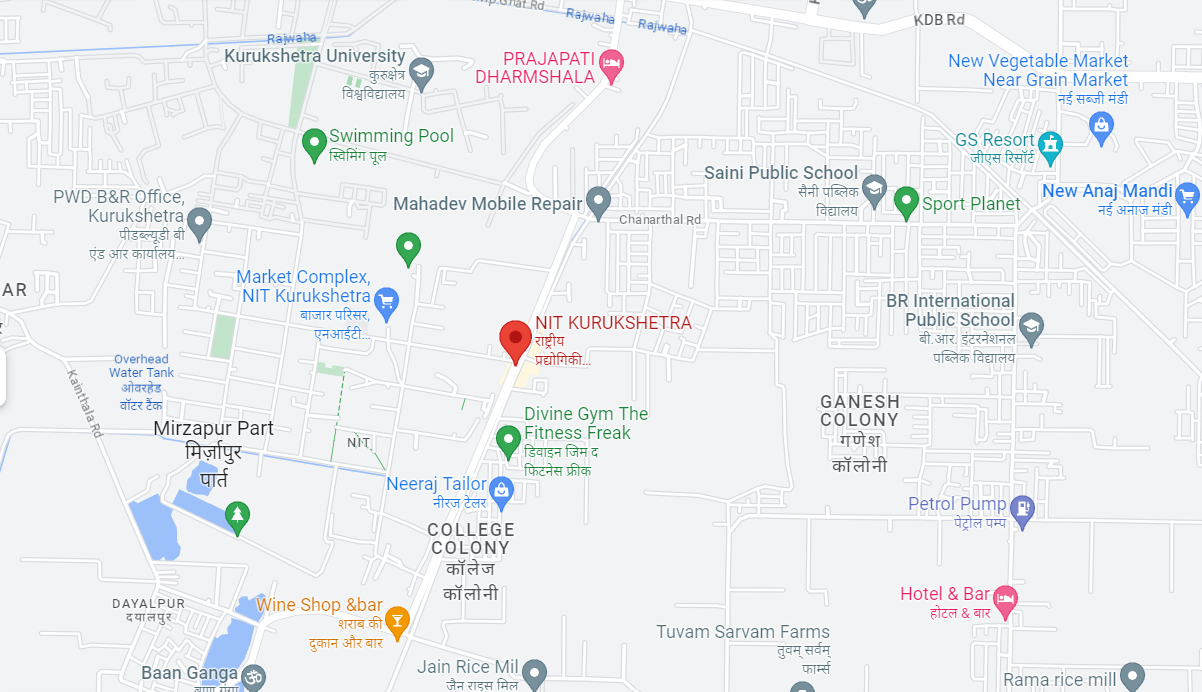 mp.Ghat Rd
Rajwaha
Rajwaha
KDB Rd
Rajwaha
Kurukshetra University
कुरुक्षेत्र
विश्वविद्यालय
PRAJAPATI
DHARMSHALA
New Vegetable Market
Near Grain Market
नई सब्जी मंडी
Swimming Pool
स्विमिंग पूल
GS Resort
जीएस रिसॉर्ट
Saini Public School
सैनी पब्लिक
विद्यालय
New Anaj Mandi
नई अनाज मंडी
PWD B&R Office,
Kurukshetra
पीडब्ल्यूडी बी
एंड आर कार्यालय...
Mahadev Mobile Repair
Sport Planet
Chanarthal Rd
Market Complex,
NIT Kurukshetra
बाजार परिसर,
एनआईटी...
AR
BR International
Public School
बी.आर. इंटरनेशनल
पब्लिक विद्यालय
NIT KURUKSHETRA
राष्ट्रीय
प्रद्योगिकी...
Overhead
Water Tank
ओवरहेड
वॉटर टैंक
Kainthala Rd
GANESH
COLONY
गणेश
कॉलोनी
Divine Gym The
Fitness Freak
डिवाइन जिम द
फिटनेस फ्रीक
Mirzapur Part
मिर्ज़ापुर
पार्त
NIT
Neeraj Tailor
नीरज टेलर
Petrol Pump
पेट्रोल पम्प
COLLEGE
COLONY
कॉलेज
कॉलोनी
Hotel & Bar
होटल & बार
DAYALPUR
दयालपुर
Wine Shop &bar
शराब की
दुकान और बार
Tuvam Sarvam Farms
तुवम् सर्वम्
फार्म्स
Baan Ganga
बाण गंगा
Jain Rice Mil
जैन राइस मिल
Rama rice mill